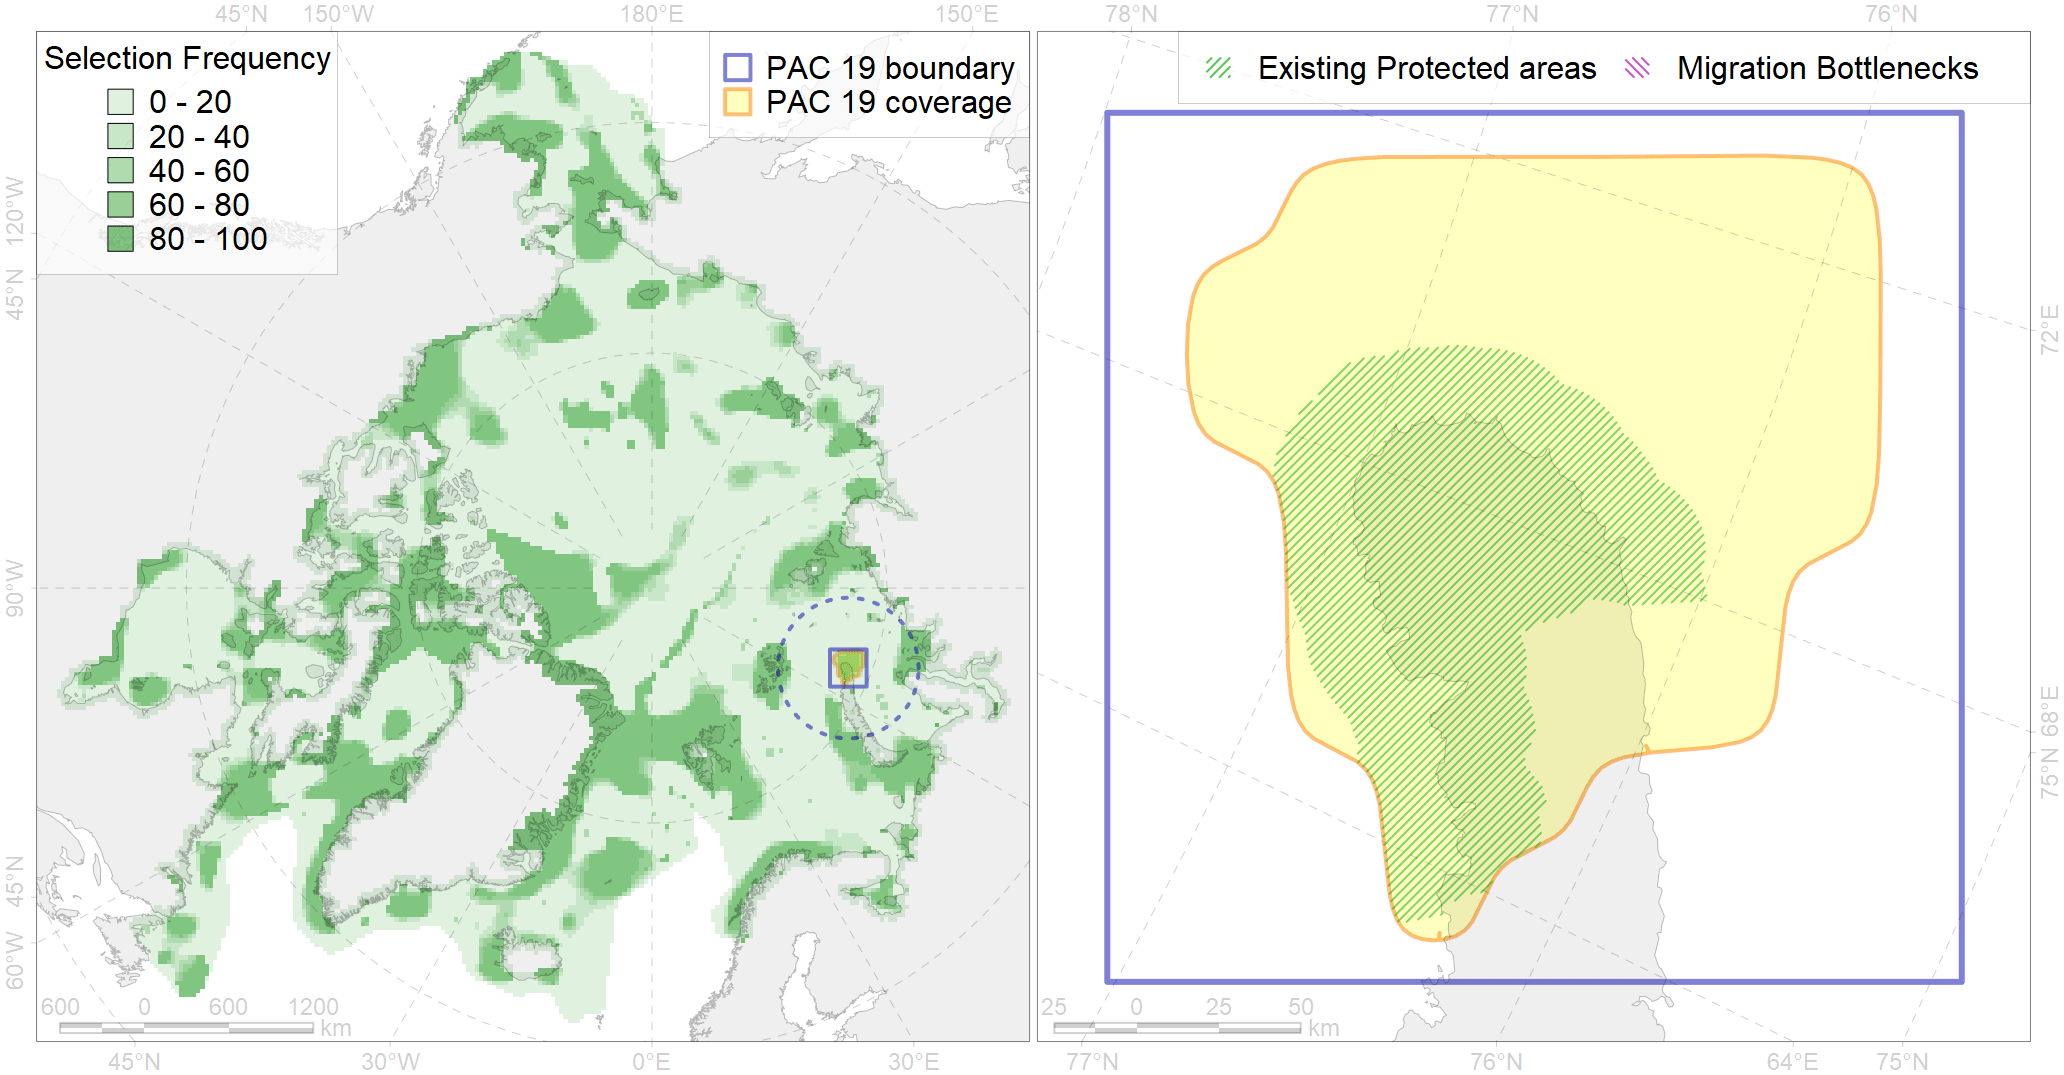 45°N 150°W 180°E 150°E 78°N 77°N 76°N
Selection Frequency
0 - 20
20 - 40
40 - 60
60 - 80
80 - 100
PAC 19 boundary
PAC 19 coverage
Existing Protected areas
Migration Bottlenecks
120°W
45°N
90°W
45°N
60°W
72°E
68°E
75°N
600 0 600 1200
km
25 0 25 50
km
45°N 30°W 0°E 30°E 77°N 76°N 64°E 75°N